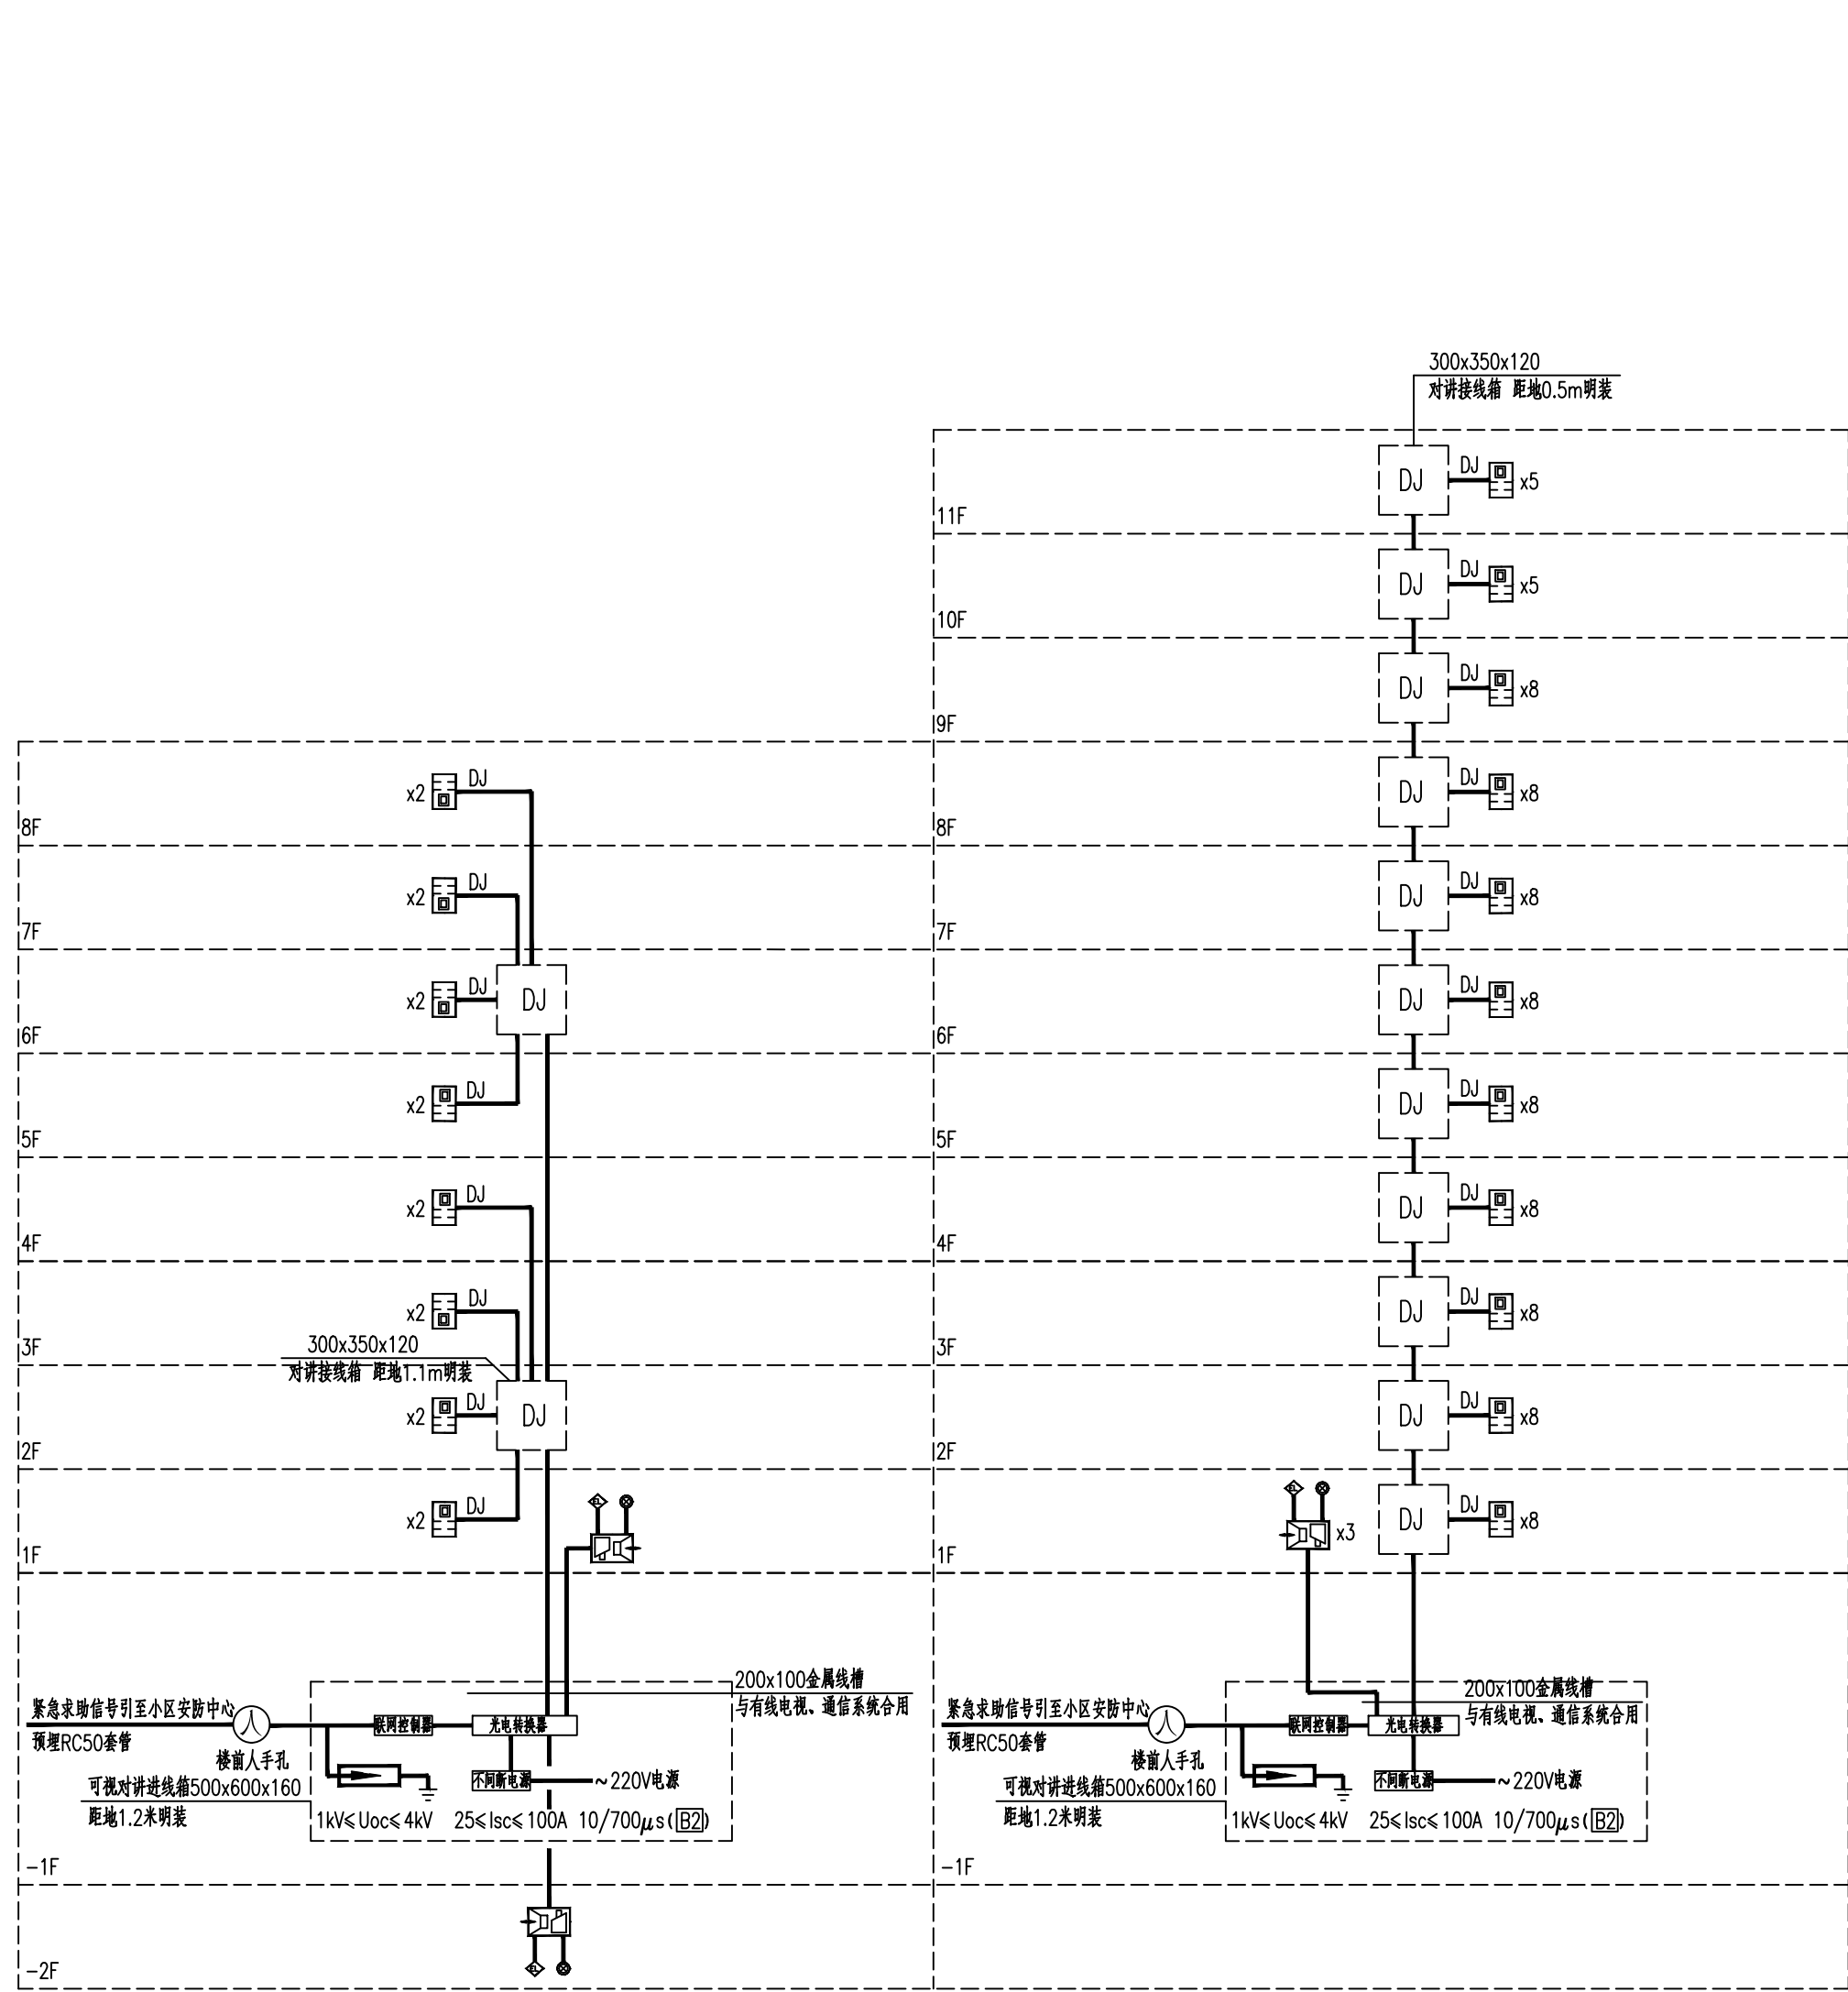 300x350x120
对讲接线箱 距地0.5m明装
DJ DJ x5
11F
DJ DJ x5
10F
DJ DJ x8
9F
x2 DJ
DJ DJ x8
8F
8F
x2 DJ
DJ DJ x8
7F
7F
x2 DJ DJ
DJ DJ x8
6F
6F
x2 DJ
DJ DJ x8
5F
5F
x2 DJ
DJ DJ x8
4F
4F
x2 DJ
DJ DJ x8
3F
3F
300x350x120
对讲接线箱 距地1.1m明装
x2 DJ DJ
DJ DJ x8
2F
2F
x2 DJ
EL
EL
x3
DJ DJ x8
1F
1F
200x100金属线槽
与有线电视、通信系统合用
紧急求助信号引至小区安防中心
预埋RC50套管
楼前人手孔
联网控制器
光电转换器
不间断电源
~220V电源
可视对讲进线箱500x600x160
距地1.2米明装
1kV≤Uoc≤4kV 25≤Isc≤100A 10/700μs(B2)
-1F
200x100金属线槽
与有线电视、通信系统合用
紧急求助信号引至小区安防中心
预埋RC50套管
楼前人手孔
联网控制器
光电转换器
不间断电源
~220V电源
可视对讲进线箱500x600x160
距地1.2米明装
1kV≤Uoc≤4kV 25≤Isc≤100A 10/700μs(B2)
-1F
EL
-2F